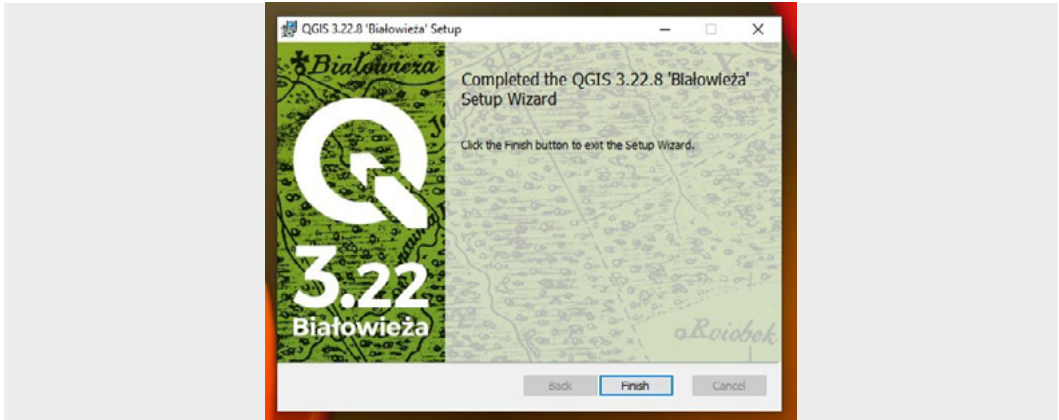 QGIS 3.22.8 'Białowieża' Setup
Białowieża
3.22
Białowieża
Completed the QGIS 3.22.8 'Białowieża'
Setup Wizard
Click the Finish button to exit the Setup Wizard.
Roiobok
Back
Finish
Cancel